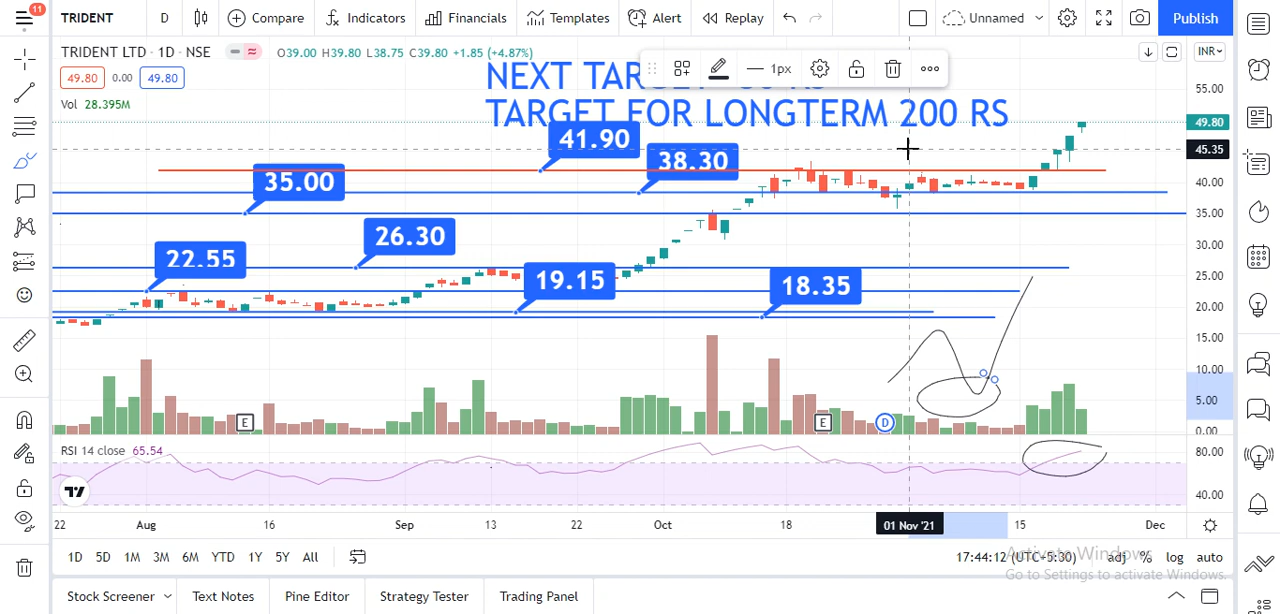 11
TRIDENT D Compare Indicators Financials Templates Alert Replay Unnamed Publish
TRIDENT LTD · 1D · NSE O39.00 H39.80 L38.75 C39.80 +1.85 (+4.87%) INR
49.80 0.00 49.80
1px
Vol 28.395M
NEXT TAR
TARGET FOR LONGTERM 200 RS
55.00
49.80
45.35
40.00
35.00
30.00
25.00
20.00
15.00
10.00
5.00
0.00
41.90
38.30
35.00
26.30
22.55
19.15
18.35
E
E
D
RSI 14 close 65.54
80.00
40.00
22 Aug 16 Sep 13 22 Oct 18 01 Nov '21 15 Dec
1D 5D 1M 3M 6M YTD 1Y 5Y All 17:44:12 (UTC+5:30) adj % log auto
Activate Windows
Go to Settings to activate Windows.
Stock Screener Text Notes Pine Editor Strategy Tester Trading Panel